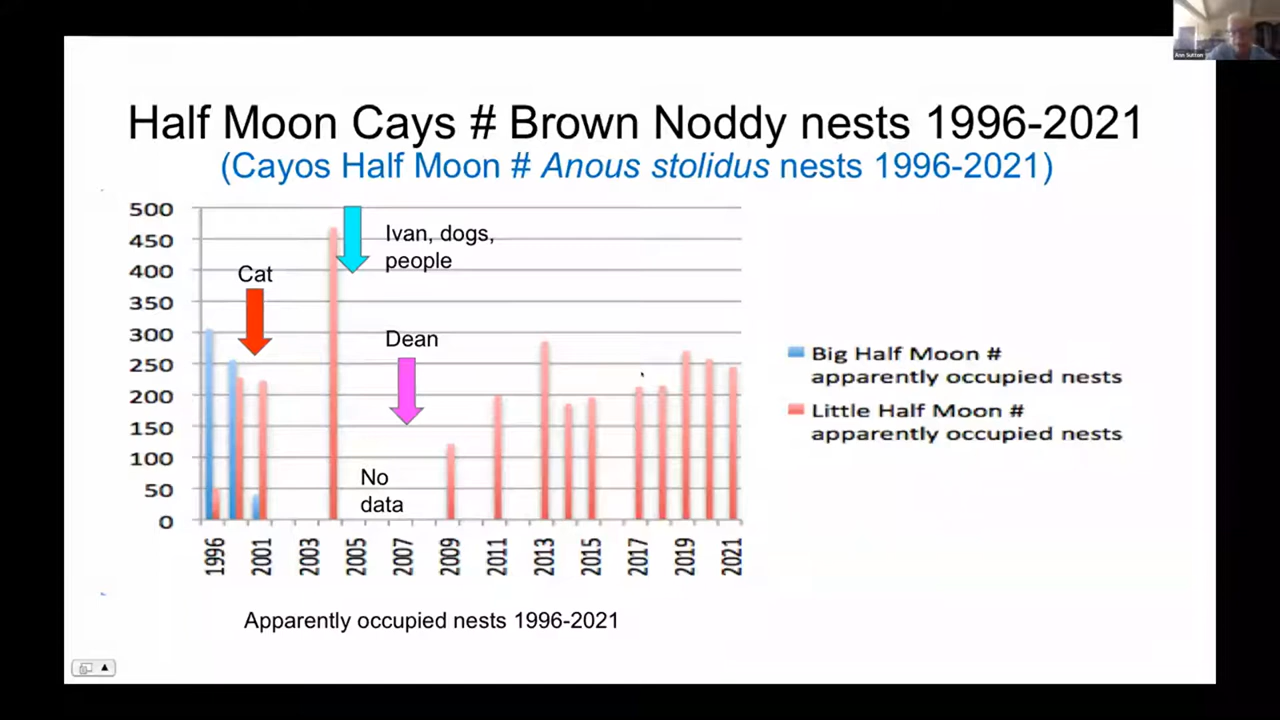 Ann Sutton
Half Moon Cays # Brown Noddy nests 1996-2021
(Cayos Half Moon # Anous stolidus nests 1996-2021)
500
450
400
350
300
250
200
150
100
50
0
Cat
Ivan, dogs,
people
Dean
No
data
1996
2001
2003
2005
2007
2009
2011
2013
2015
2017
2019
2021
Big Half Moon #
apparently occupied nests
Little Half Moon #
apparently occupied nests
Apparently occupied nests 1996-2021